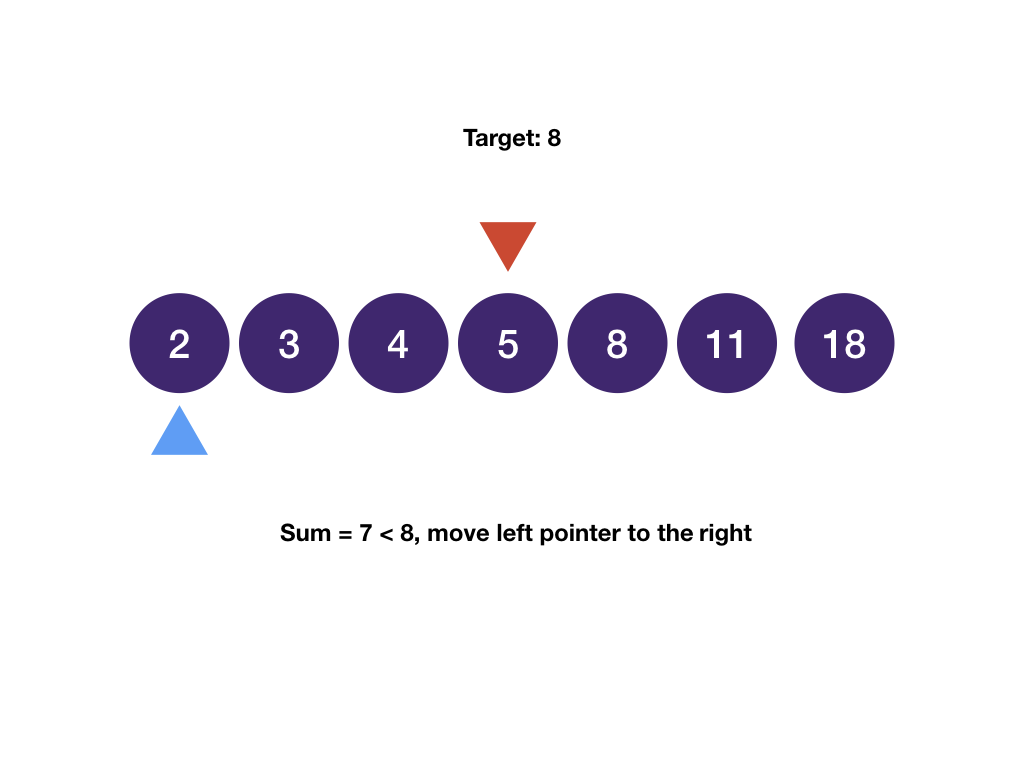 Target: 8
2 3 4 5 8 11 18
Sum = 7 < 8, move left pointer to the right